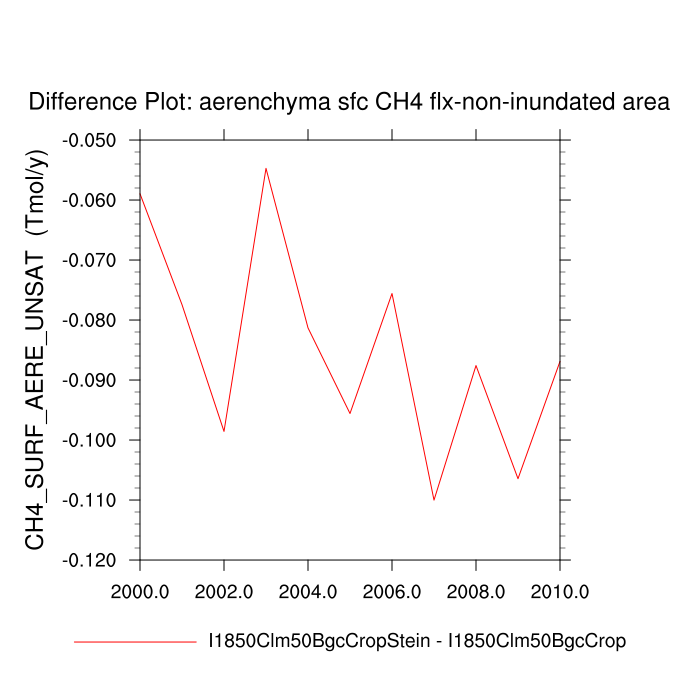 Difference Plot: aerenchyma sfc CH4 flx-non-inundated area
CH4_SURF_AERE_UNSAT (Tmol/y)
-0.050
-0.060
-0.070
-0.080
-0.090
-0.100
-0.110
-0.120
2000.0 2002.0 2004.0 2006.0 2008.0 2010.0
I1850Clm50BgcCropStein - I1850Clm50BgcCrop